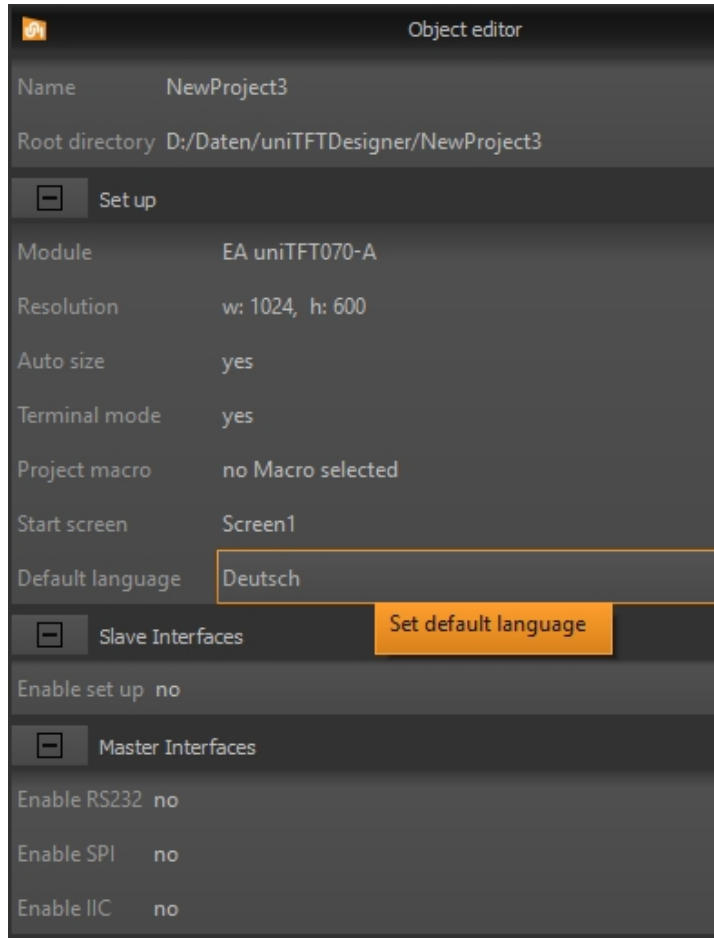 Object editor
Name NewProject3
Root directory D:/Daten/uniTFTDesigner/NewProject3
Set up
Module EA uniTFT070-A
Resolution w: 1024, h: 600
Auto size yes
Terminal mode yes
Project macro no Macro selected
Start screen Screen1
Default language Deutsch
Set default language
Slave Interfaces
Enable set up no
Master Interfaces
Enable RS232 no
Enable SPI no
Enable IIC no